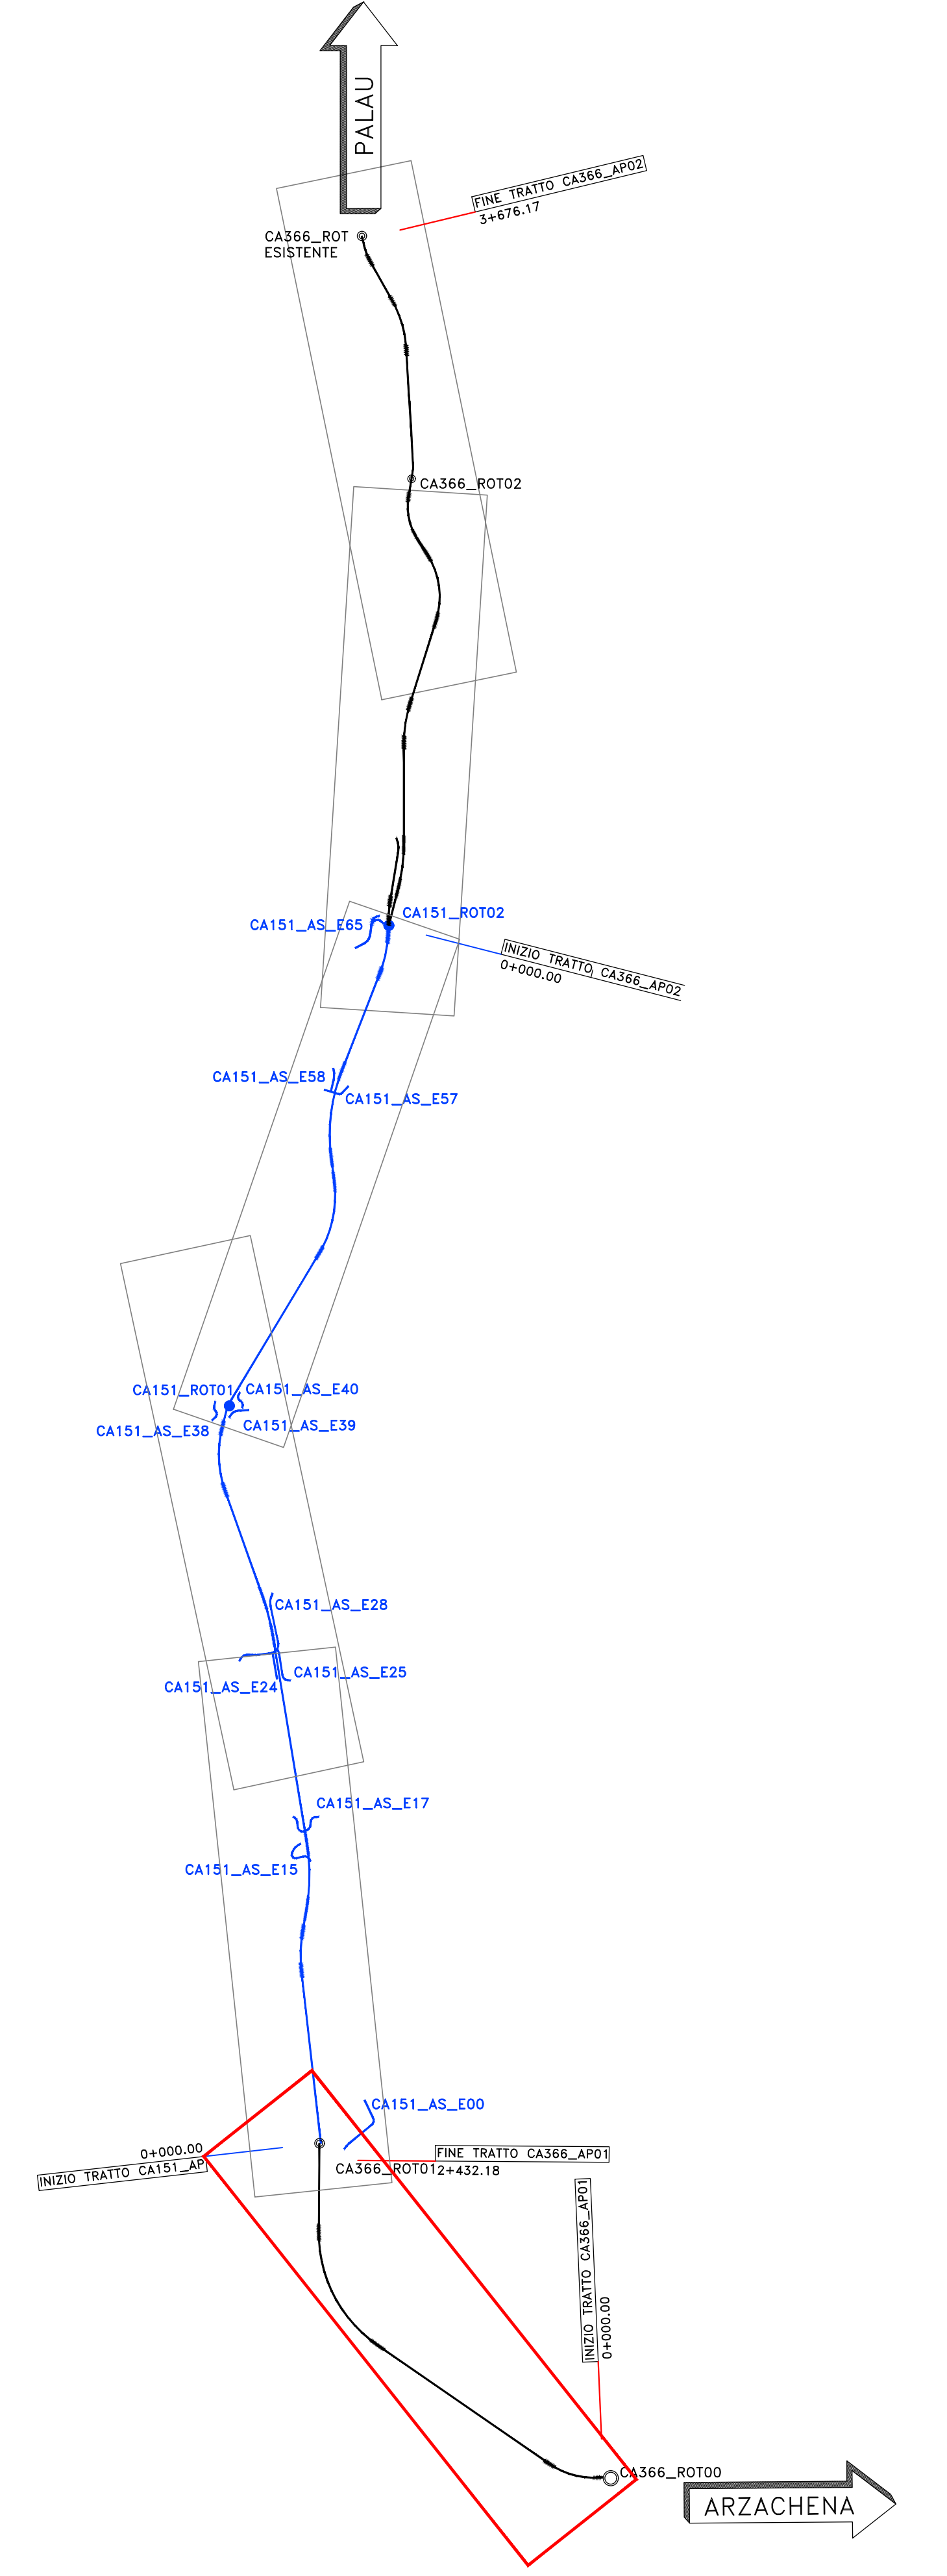 PALAU
FINE TRATTO CA366_AP02
3+676.17
CA366_ROT
ESISTENTE
CA366_ROT02
CA151_ROT02
CA151_AS_E65
INIZIO TRATTO CA366_AP02
0+000.00
CA151_AS_E58
CA151_AS_E57
CA151_ROT01
CA151_AS_E40
CA151_AS_E39
CA151_AS_E38
CA151_AS_E28
CA151_AS_E25
CA151_AS_E24
CA151_AS_E17
CA151_AS_E15
CA151_AS_E00
0+000.00
INIZIO TRATTO CA151_AP
FINE TRATTO CA366_AP01
CA366_ROT01
2+432.18
INIZIO TRATTO CA366_AP01
0+000.00
CA366_ROT00
ARZACHENA